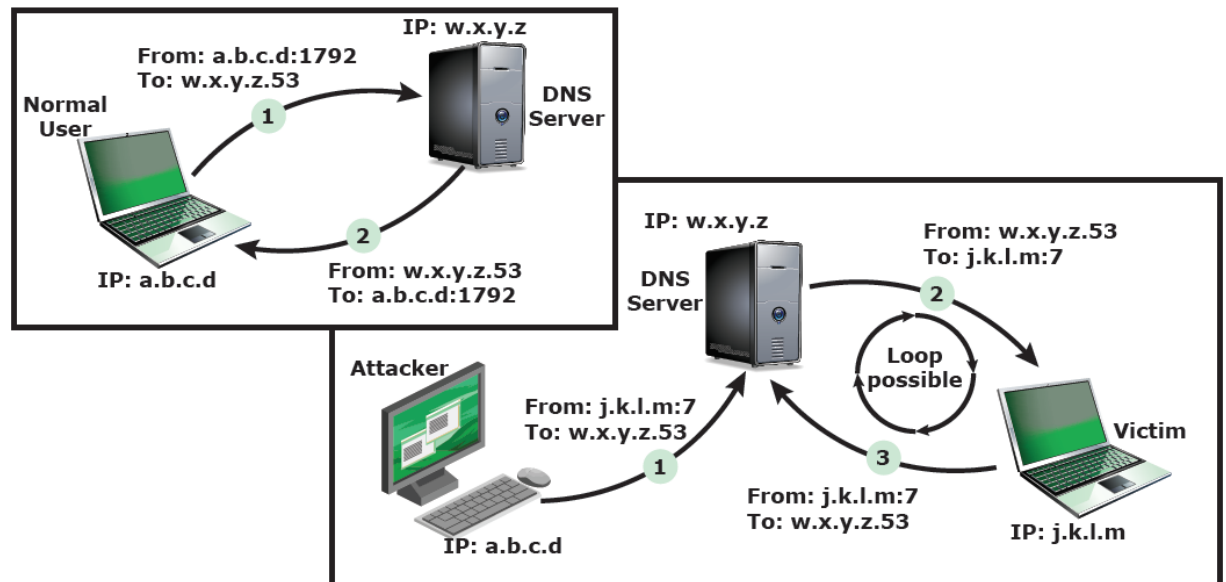 IP: w.x.y.z
From: a.b.c.d:1792
To: w.x.y.z.53
Normal
User
1
DNS
Server
2
IP: a.b.c.d
From: w.x.y.z.53
To: a.b.c.d:1792
IP: w.x.y.z
DNS
Server
From: w.x.y.z.53
To: j.k.l.m:7
2
Loop
possible
Attacker
From: j.k.l.m:7
To: w.x.y.z.53
1
IP: a.b.c.d
Victim
3
From: j.k.l.m:7
To: w.x.y.z.53
IP: j.k.l.m